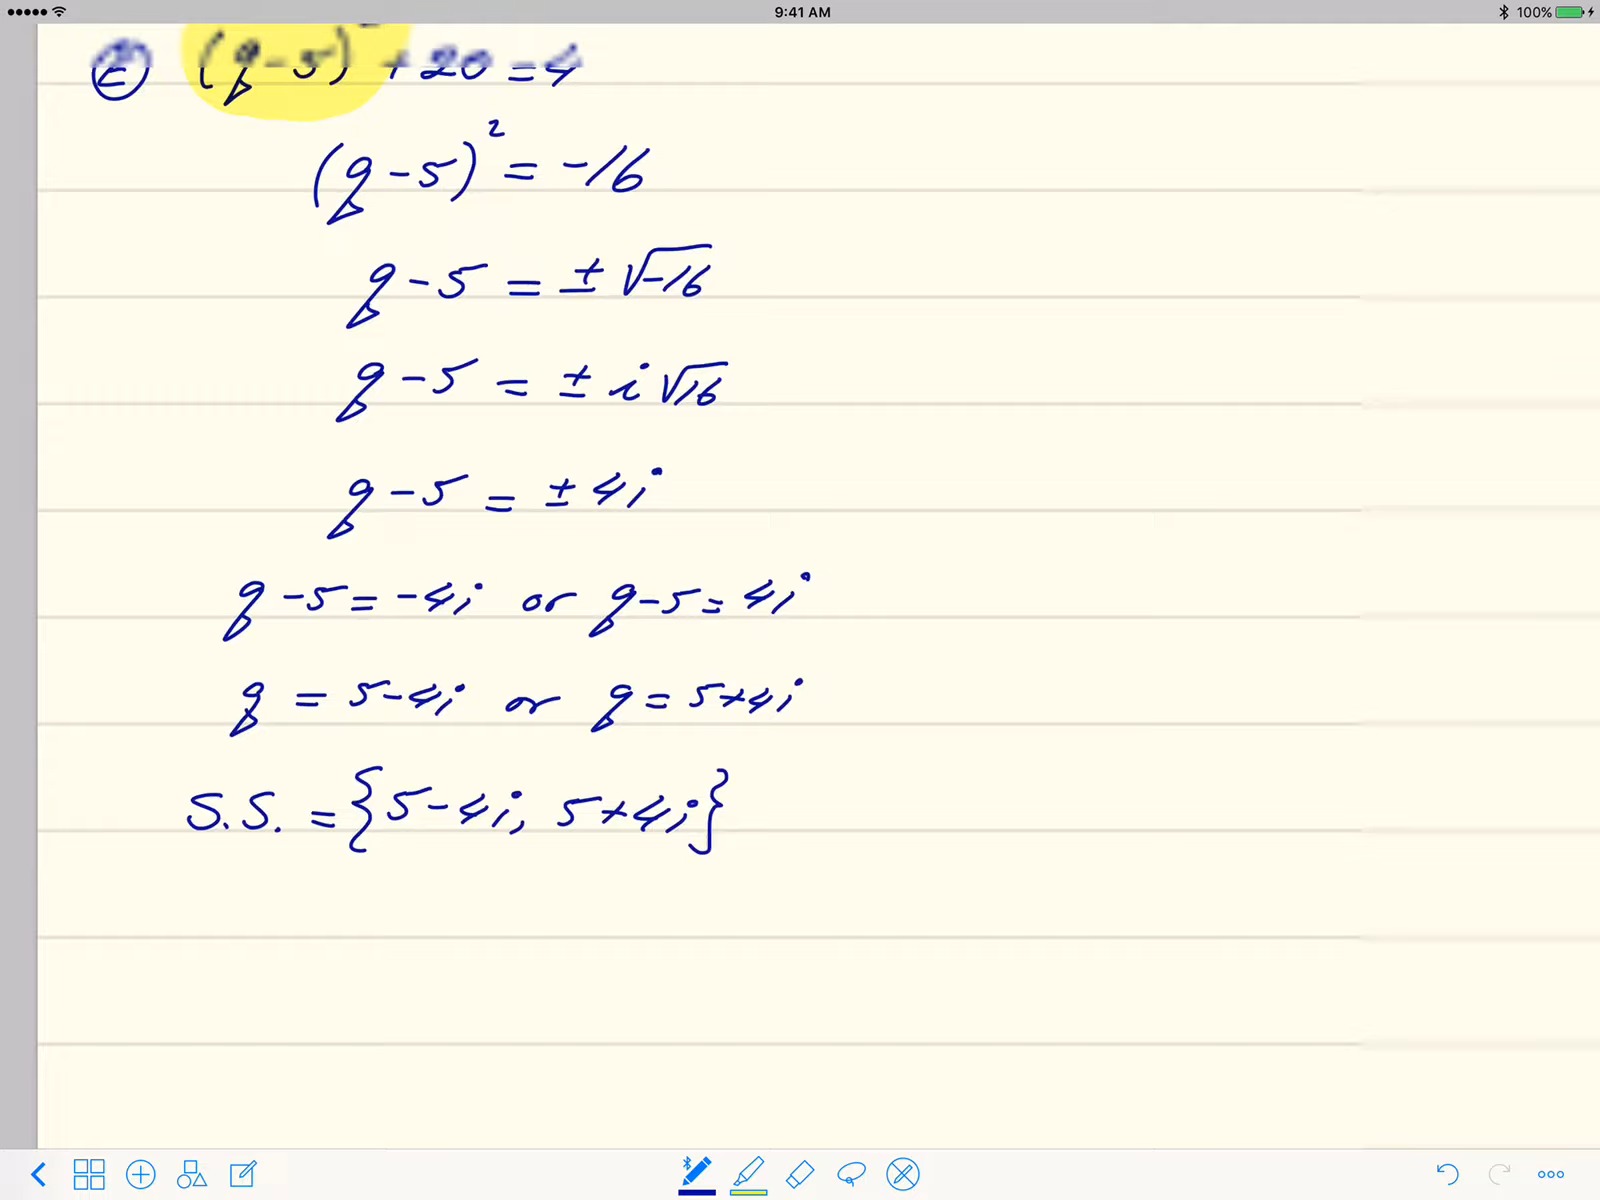 9:41 AM 100%
② (q-5)² + 20 = 4
(q-5)² = -16
q-5 = ± √-16
q-5 = ± i √16
q-5 = ± 4i
q-5 = -4i or q-5 = 4i
q = 5-4i or q = 5+4i
S.S. = {5-4i, 5+4i}